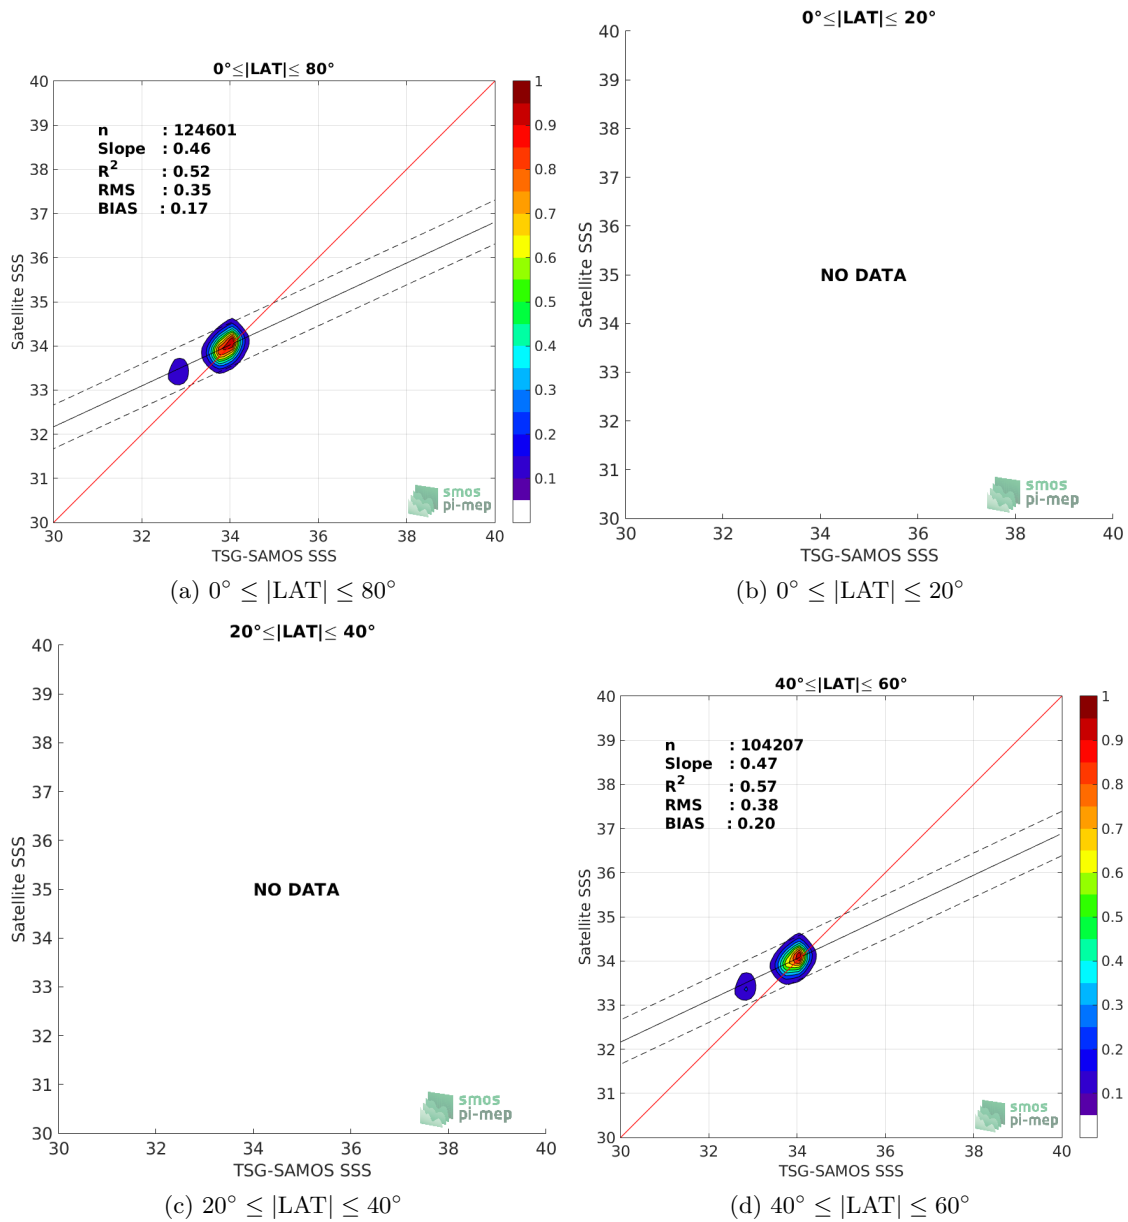 0°≤|LAT|≤ 80°
40
39
38
37
36
35
34
33
32
31
30
Satellite SSS
n : 124601
Slope : 0.46
R² : 0.52
RMS : 0.35
BIAS : 0.17
smos
pi-mep
30 32 34 36 38 40
TSG-SAMOS SSS
1
0.9
0.8
0.7
0.6
0.5
0.4
0.3
0.2
0.1
(a) 0° ≤ |LAT| ≤ 80°
0°≤|LAT|≤ 20°
40
39
38
37
36
35
34
33
32
31
30
Satellite SSS
NO DATA
smos
pi-mep
30 32 34 36 38 40
TSG-SAMOS SSS
(b) 0° ≤ |LAT| ≤ 20°
20°≤|LAT|≤ 40°
40
39
38
37
36
35
34
33
32
31
30
Satellite SSS
NO DATA
smos
pi-mep
30 32 34 36 38 40
TSG-SAMOS SSS
(c) 20° ≤ |LAT| ≤ 40°
40°≤|LAT|≤ 60°
40
39
38
37
36
35
34
33
32
31
30
Satellite SSS
n : 104207
Slope : 0.47
R² : 0.57
RMS : 0.38
BIAS : 0.20
smos
pi-mep
30 32 34 36 38 40
TSG-SAMOS SSS
1
0.9
0.8
0.7
0.6
0.5
0.4
0.3
0.2
0.1
(d) 40° ≤ |LAT| ≤ 60°